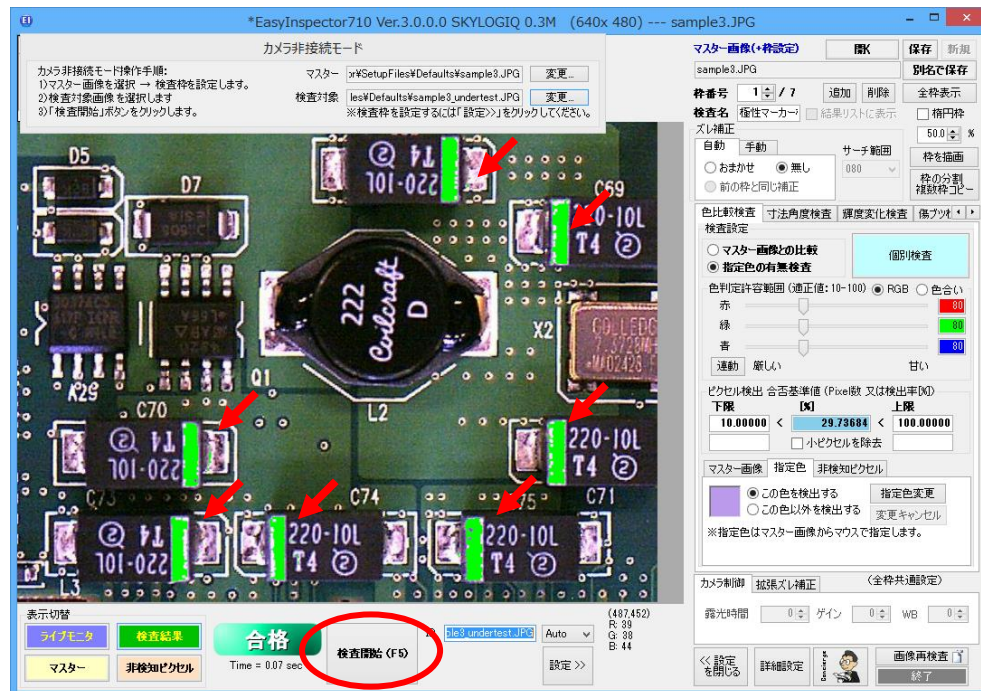 *EasyInspector710 Ver.3.0.0.0 SKYLOGIQ 0.3M (640x 480) --- sample3.JPG
カメラ非接続モード
カメラ非接続モード操作手順:
1)マスター画像を選択 → 検査枠を設定します。
2)検査対象画像を選択します
3)「検査開始」ボタンをクリックします。
マスター ¥SetupFiles¥Defaults¥sample3.JPG 変更...
検査対象 les¥Defaults¥sample3_undertest.JPG 変更...
※検査枠を設定するには「設定>>」をクリックしてください。
D5
D7
101-022
C69
220-10L
T4 2
222
Coilcraft
D
X2
Q1
L2
C70
T4
101-022
220-10L
T4 2
C73
C74
C75
C71
T4
101-022
220-10L
T4 2
220-10L
T4 2
L3
表示切替
ライブモニタ 検査結果
マスター 非検知ピクセル
合格
Time = 0.07 sec
検査開始 (F5)
ple3_undertest.JPG Auto
設定 >>
(487,452)
R: 39
G: 38
B: 44
マスター画像(+枠設定) 開く 保存 新規
sample3.JPG 別名で保存
枠番号 1 / 7 追加 削除 全枠表示
検査名 極性マーカー 結果リストに表示 楕円枠
ズレ補正 50.0 %
自動 手動 サーチ範囲 枠を描画
おまかせ 無し 080
前の枠と同じ補正 枠の分割
複数枠コピー
色比較検査 寸法角度検査 輝度変化検査 傷ブツ
検査設定
マスター画像との比較
指定色の有無検査
個別検査
色判定許容範囲 (適正値:10-100) RGB 色合い
赤 80
緑 80
青 80
連動 厳しい 甘い
ピクセル検出 合否基準値 (Pixel数 又は検出率[%])
下限 [%] 上限
10.00000 < 29.73684 < 100.00000
小ピクセルを除去
マスター画像 指定色 非検知ピクセル
この色を検出する 指定色変更
この色以外を検出する 変更キャンセル
※指定色はマスター画像からマウスで指定します。
カメラ制御 拡張ズレ補正 (全枠共通設定)
露光時間 0 ゲイン 0 WB 0
<< 設定
を閉じる
詳細設定
Concierge
画像再検査
終了